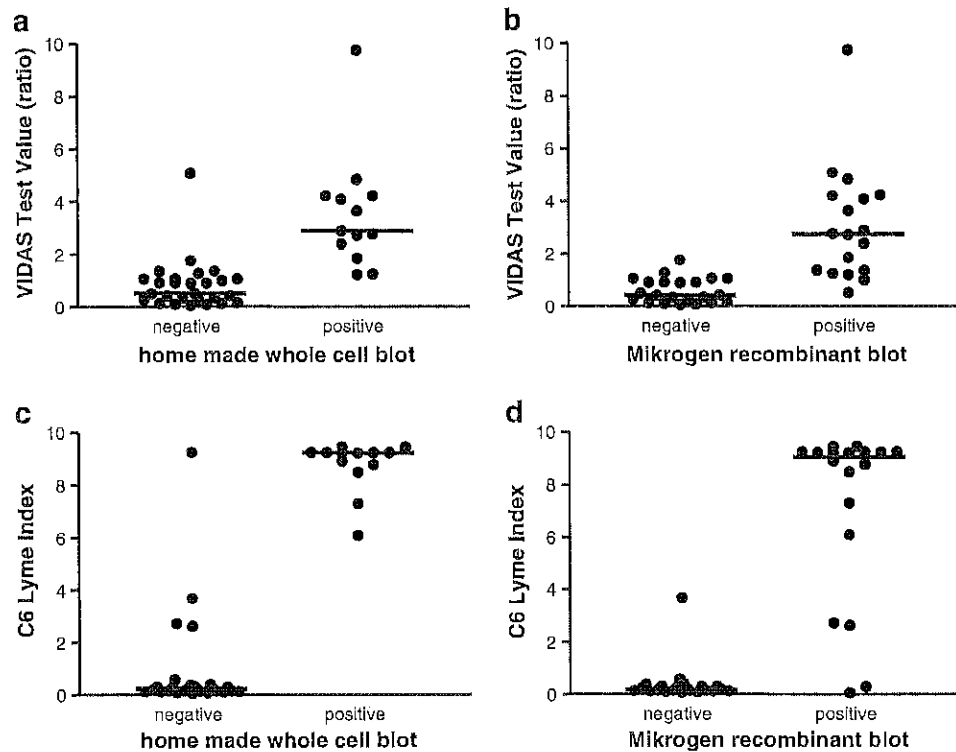 a
VIDAS Test Value (ratio)
10
8
6
4
2
0
negative
positive
home made whole cell blot
b
VIDAS Test Value (ratio)
10
8
6
4
2
0
negative
positive
Mikrogen recombinant blot
c
C6 Lyme Index
10
8
6
4
2
0
negative
positive
home made whole cell blot
d
C6 Lyme Index
10
8
6
4
2
0
negative
positive
Mikrogen recombinant blot